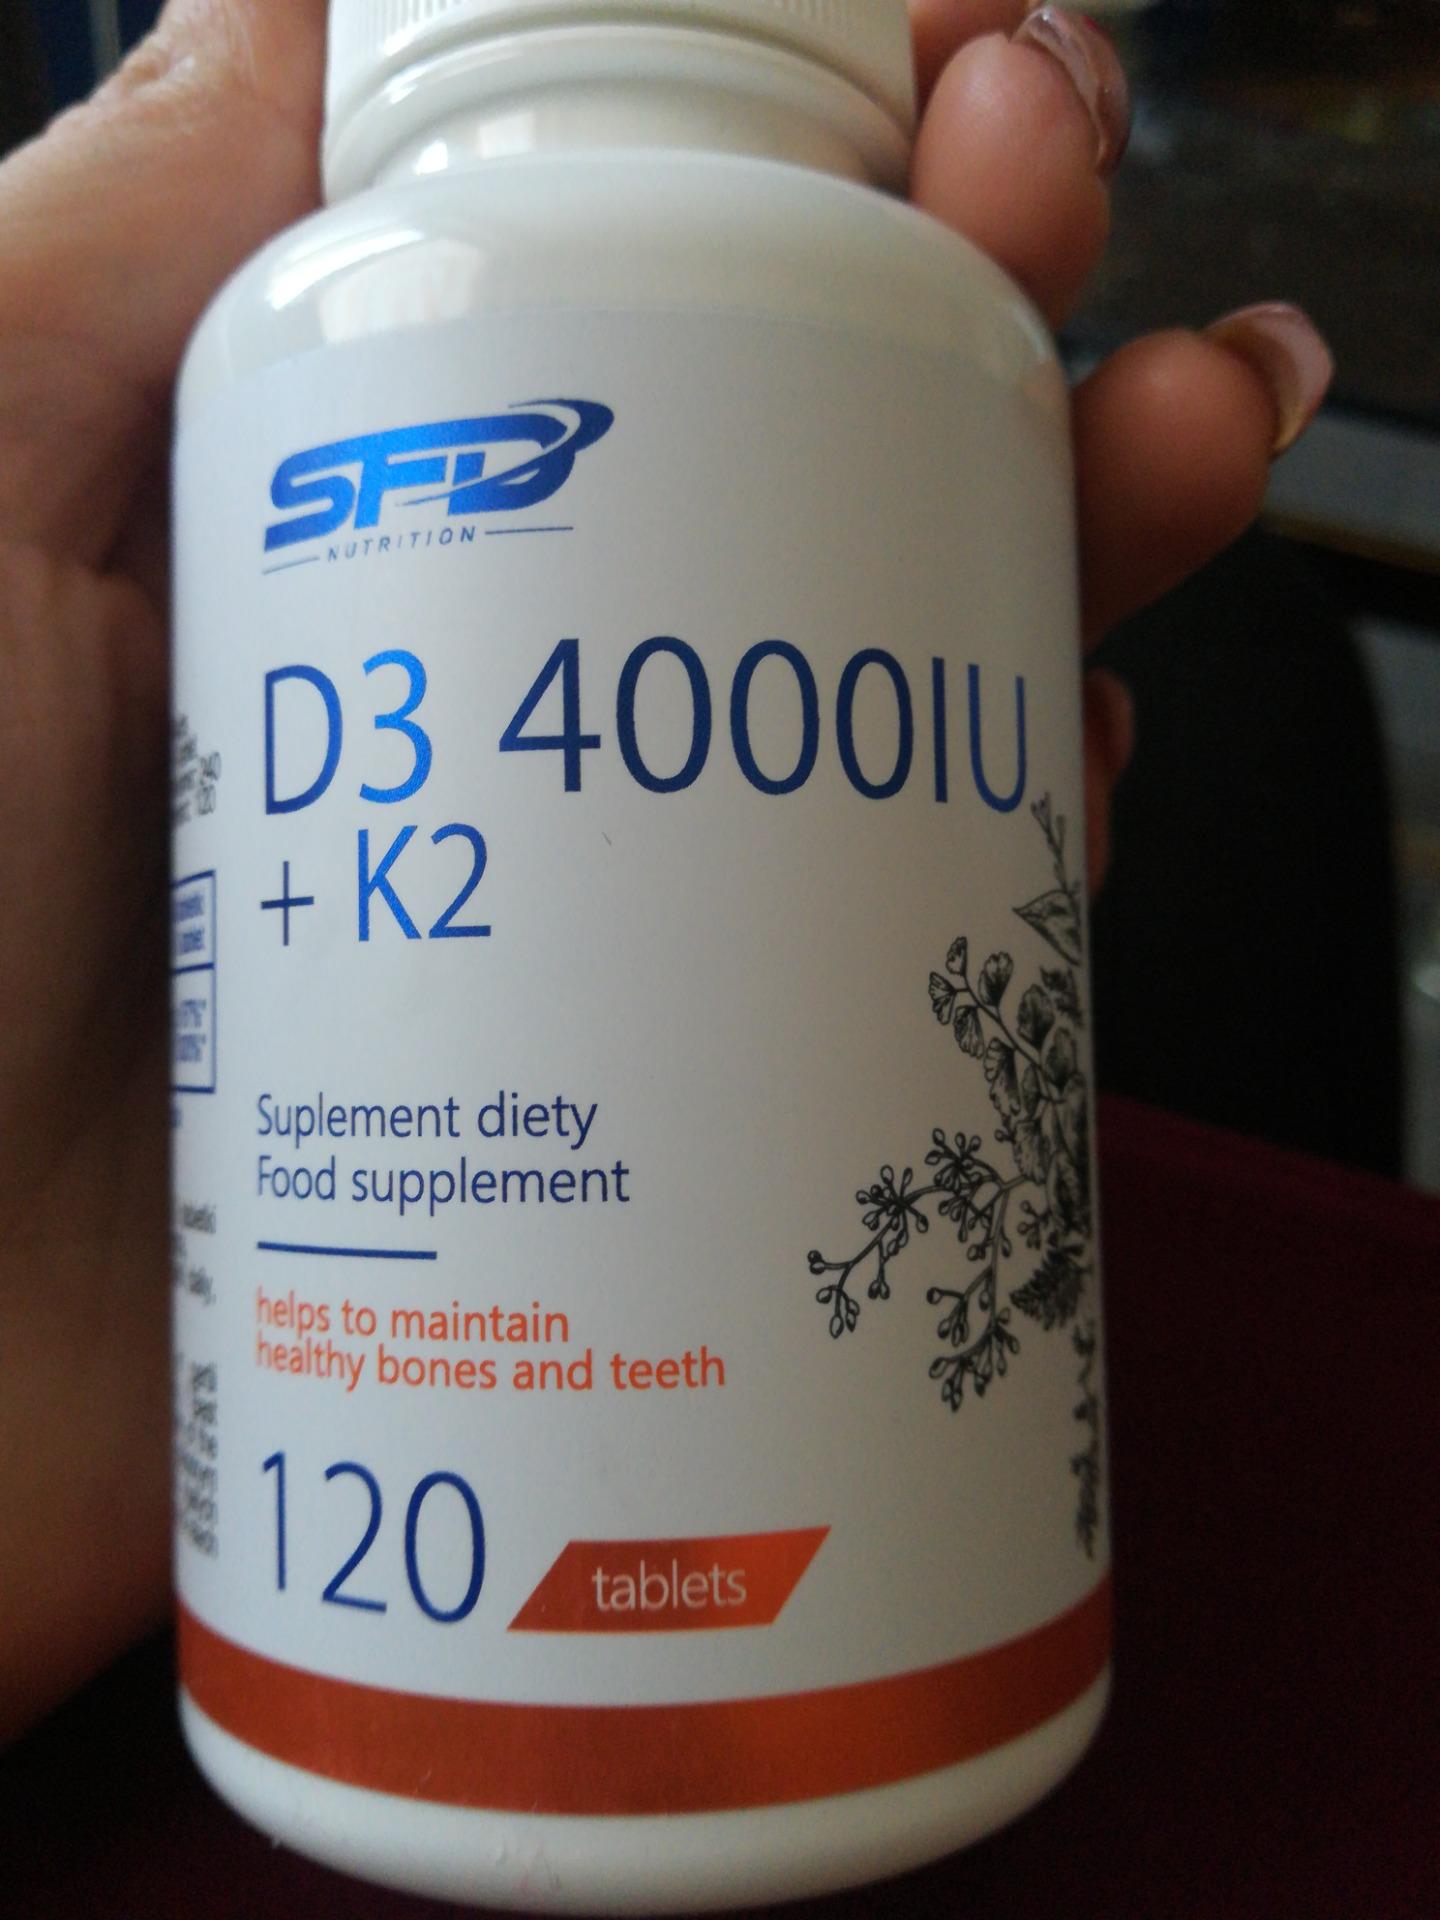 SFD
NUTRITION
D3 4000IU
+ K2
Suplement diety
Food supplement
helps to maintain
healthy bones and teeth
120 tablets